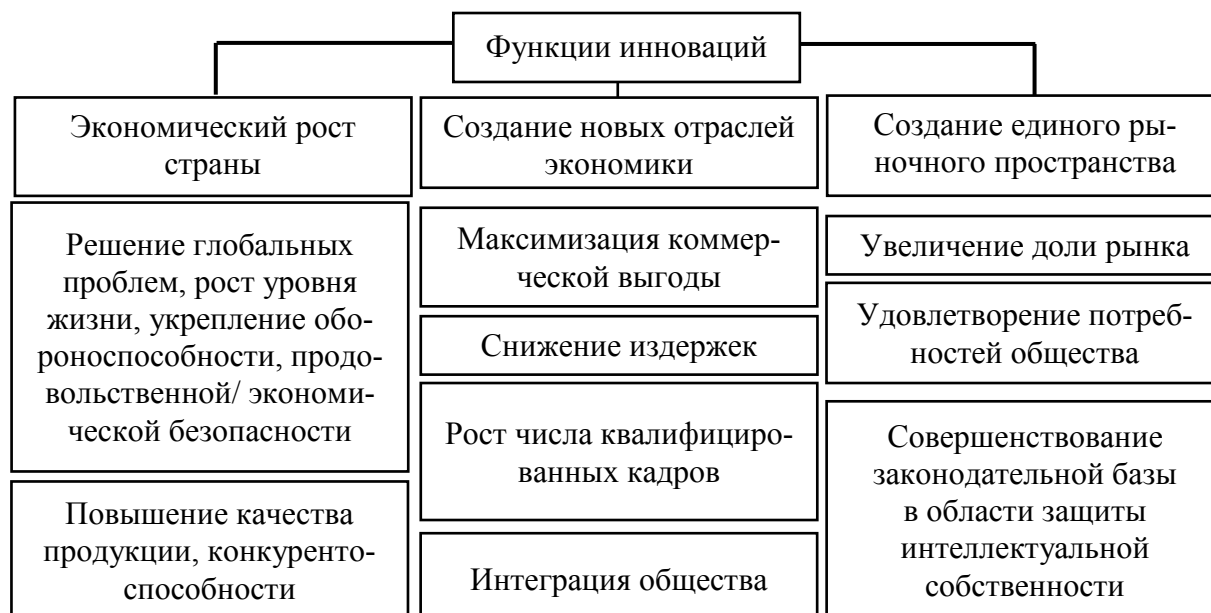 Функции инноваций
Экономический рост
страны
Создание новых отраслей
экономики
Создание единого ры-
ночного пространства
Решение глобальных
проблем, рост уровня
жизни, укрепление обо-
роноспособности, продо-
вольственной/ экономи-
ческой безопасности
Повышение качества
продукции, конкуренто-
способности
Максимизация коммер-
ческой выгоды
Снижение издержек
Рост числа квалифициро-
ванных кадров
Интеграция общества
Увеличение доли рынка
Удовлетворение потреб-
ностей общества
Совершенствование
законодательной базы
в области защиты
интеллектуальной
собственности